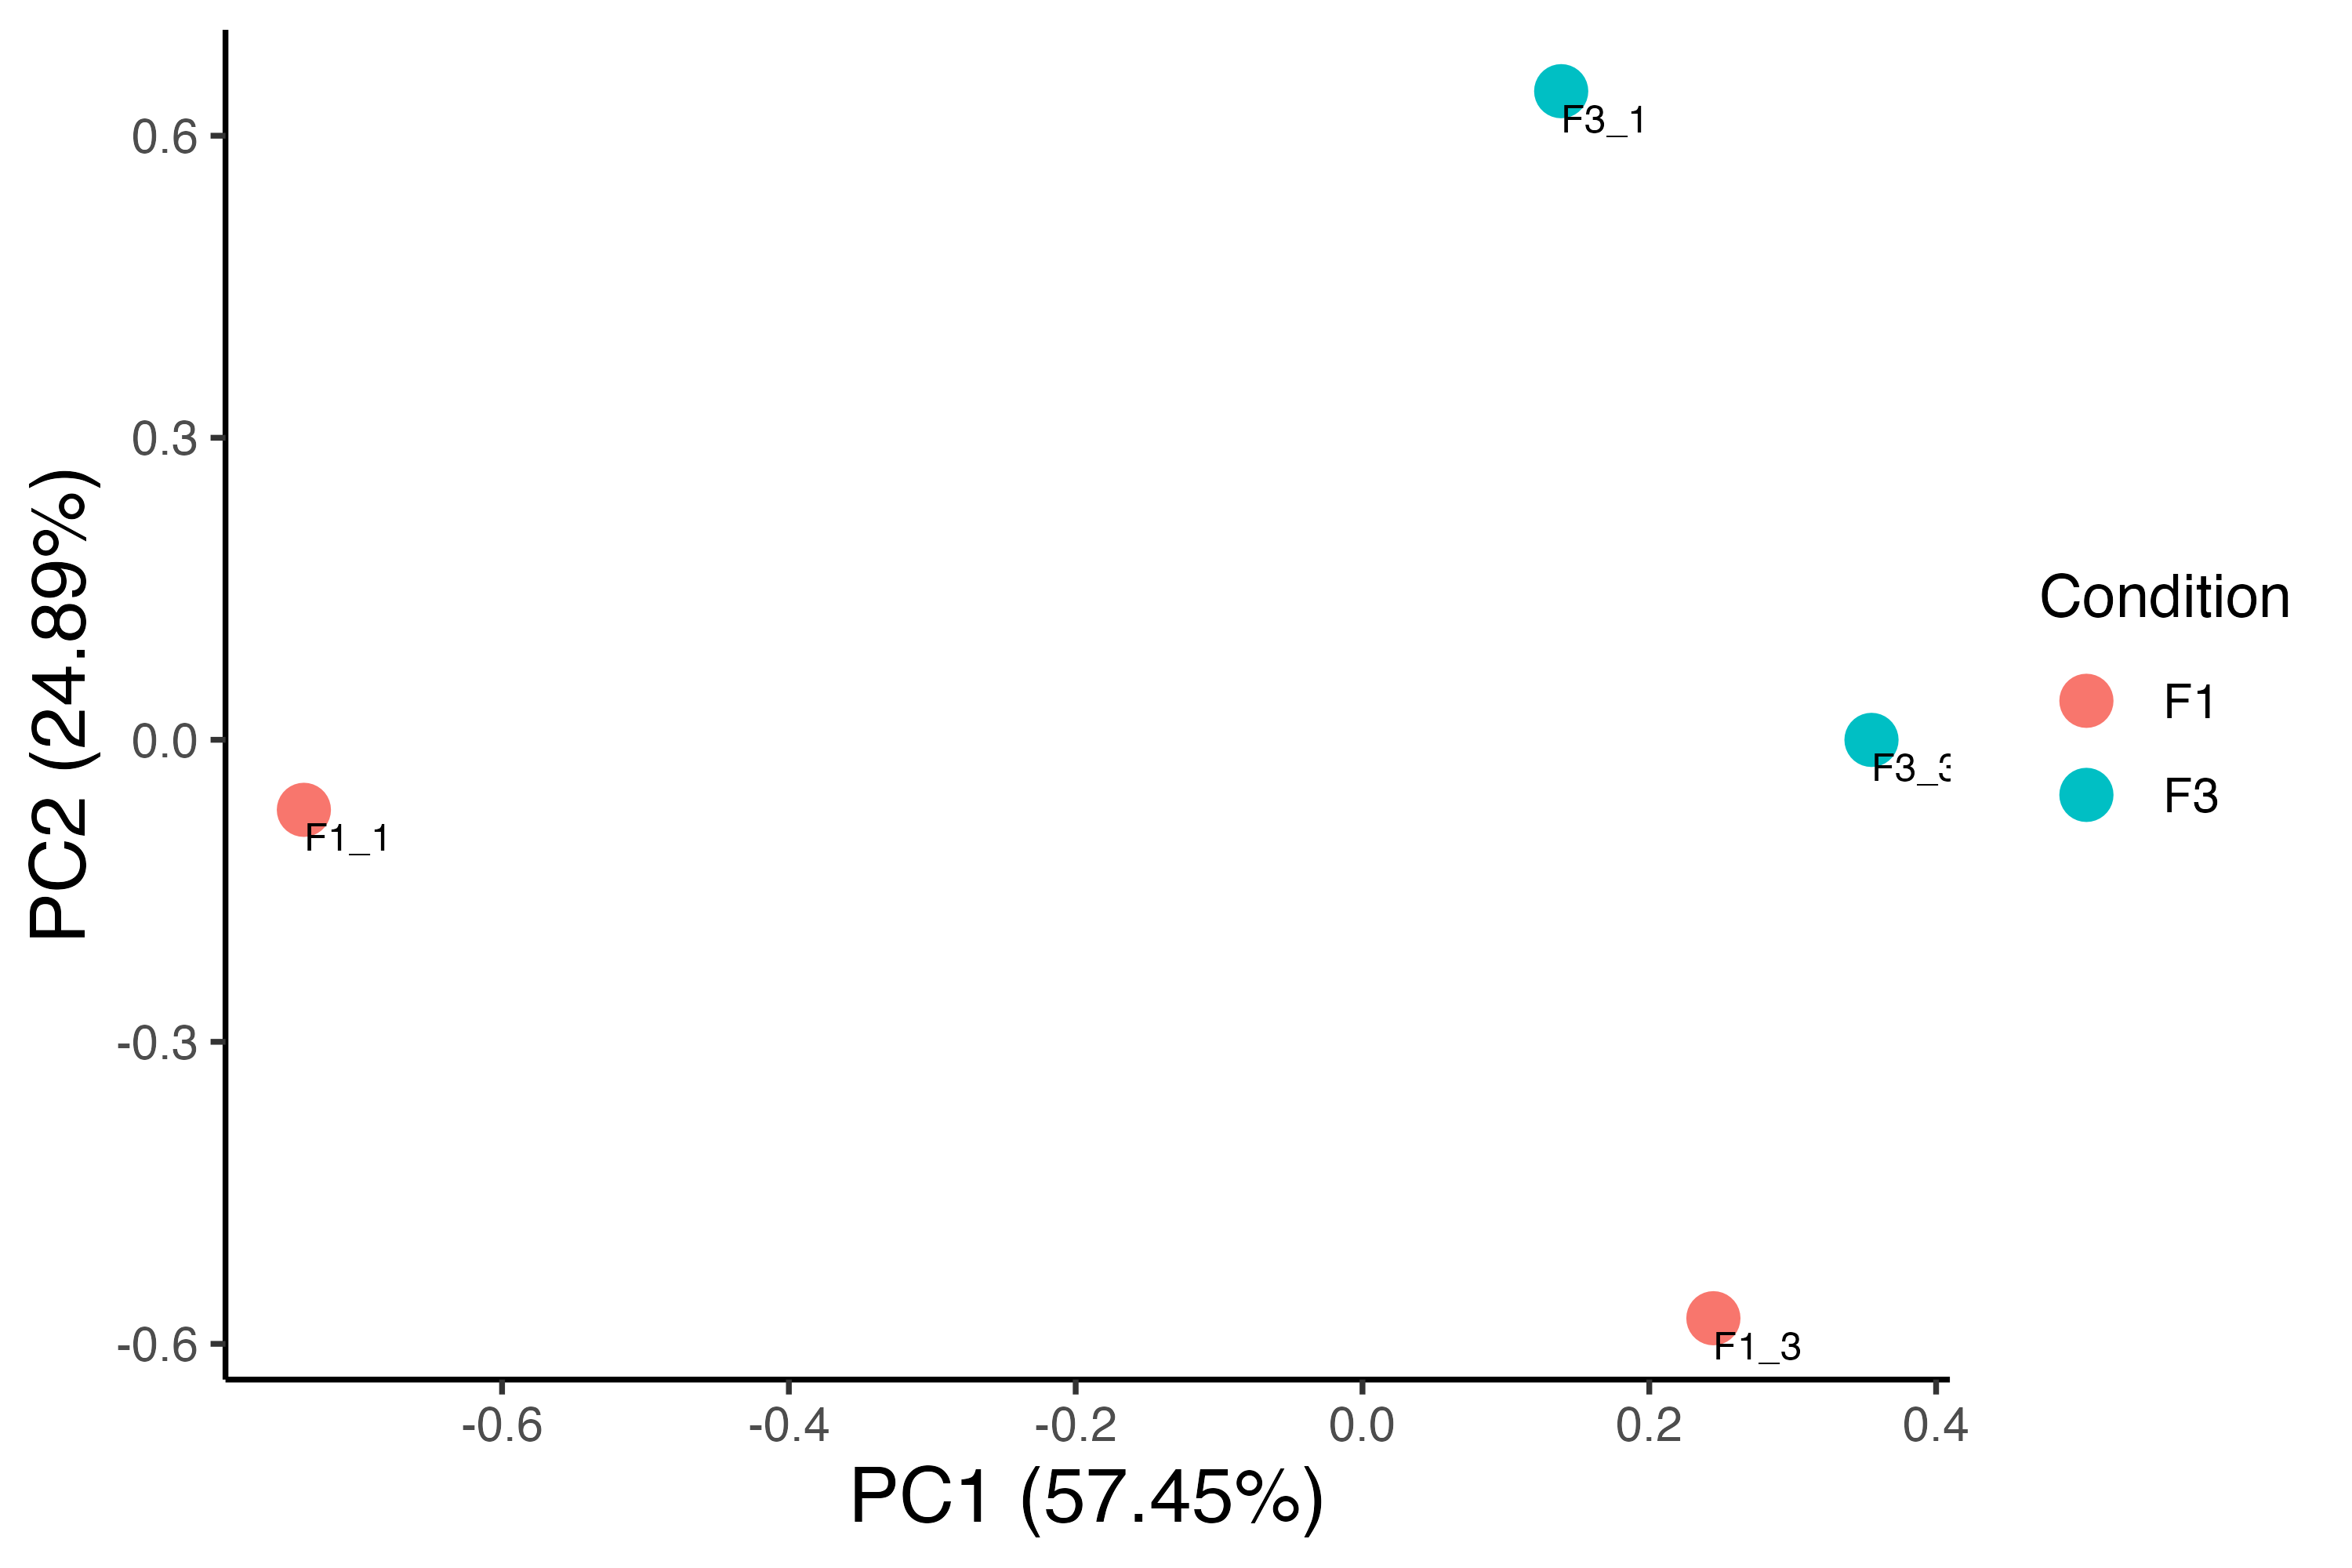 0.6
0.3
0.0
-0.3
-0.6
PC2 (24.89%)
F3_1
F3_3
F1_1
F1_3
-0.6 -0.4 -0.2 0.0 0.2 0.4
PC1 (57.45%)
Condition
F1
F3